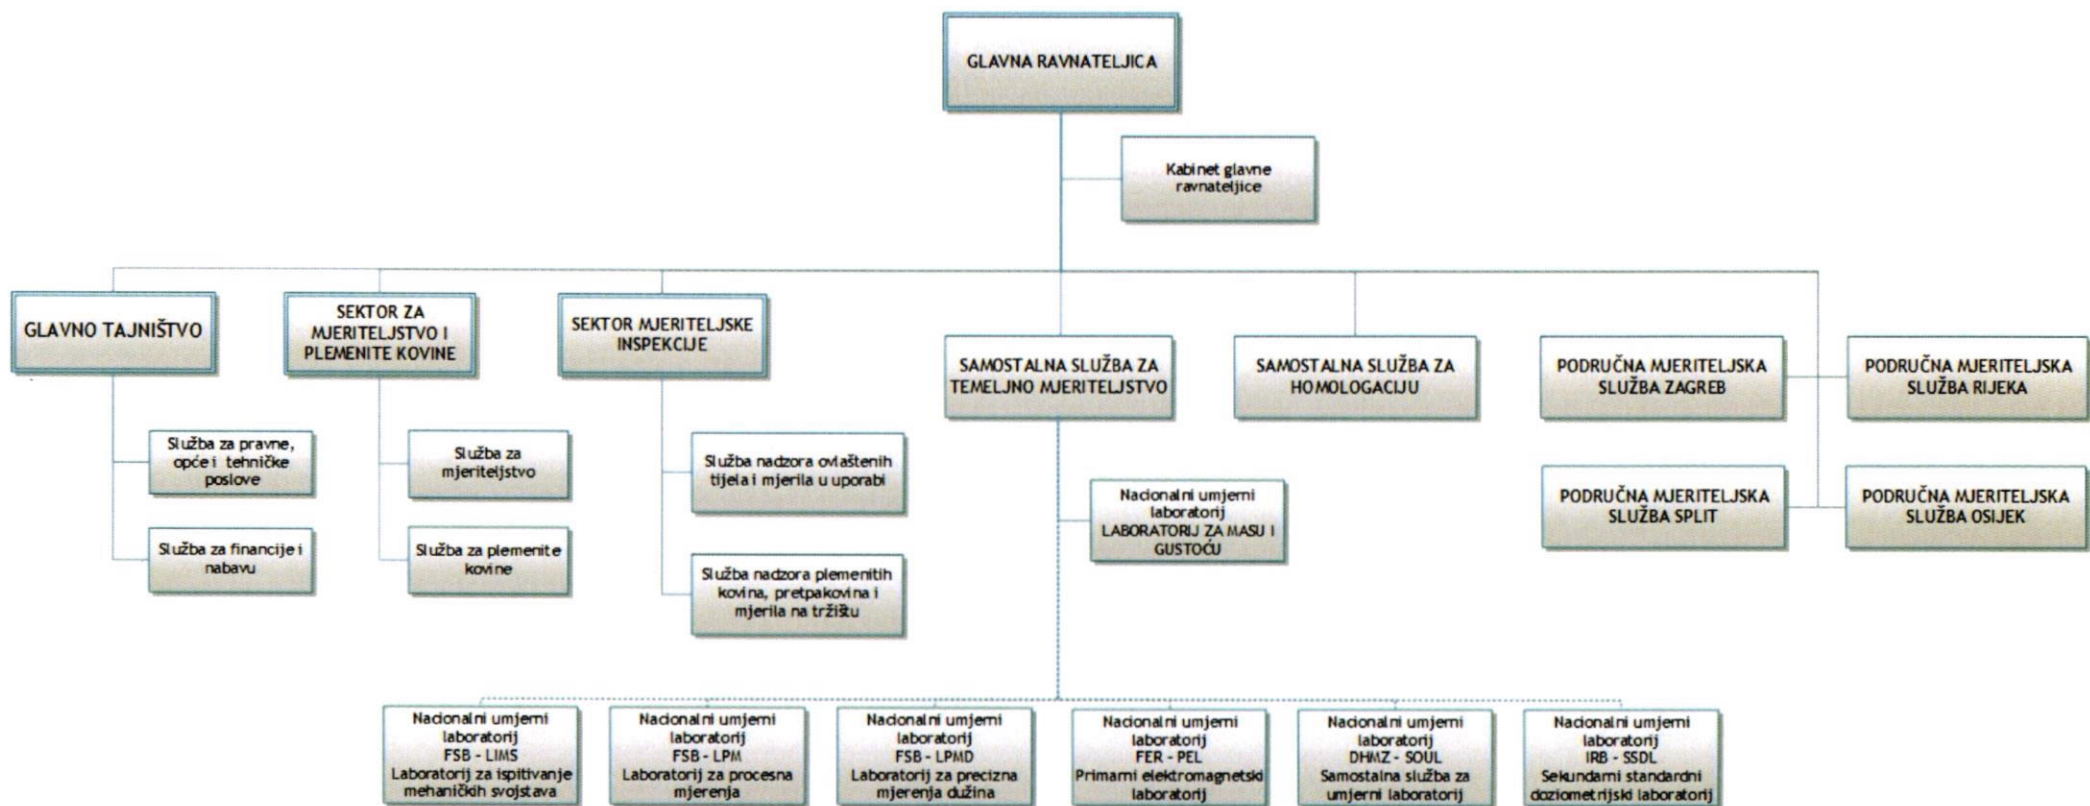 GLAVNA RAVNATELJICA
Kabinet glavne
ravnateljice
GLAVNO TAJNIŠTVO
SEKTOR ZA
MJERITELJSTVO I
PLEMENITE KOVINE
SEKTOR MJERITELJSKE
INSPEKCIJE
SAMOSTALNA SLUŽBA ZA
TEMELJNO MJERITELJSTVO
SAMOSTALNA SLUŽBA ZA
HOMOLOGACIJU
PODRUČNA MJERITELJSKA
SLUŽBA ZAGREB
PODRUČNA MJERITELJSKA
SLUŽBA RIJEKA
Služba za pravne,
opće i tehničke
poslove
Služba za
mjeriteljstvo
Služba nadzora ovlaštenih
tijela i mjerila u uporabi
Nacionalni umjerni
laboratorij
LABORATORIJ ZA MASU I
GUSTOĆU
PODRUČNA MJERITELJSKA
SLUŽBA SPLIT
PODRUČNA MJERITELJSKA
SLUŽBA OSIJEK
Služba za financije i
nabavu
Služba za plemenite
kovine
Služba nadzora plemenitih
kovina, pretpakovina i
mjerila na tržištu
Nacionalni umjerni
laboratorij
FSB - LIMS
Laboratorij za ispitivanje
mehaničkih svojstava
Nacionalni umjerni
laboratorij
FSB - LPM
Laboratorij za procesna
mjerenja
Nacionalni umjerni
laboratorij
FSB - LPMD
Laboratorij za precizna
mjerenja dužina
Nacionalni umjerni
laboratorij
FER - PEL
Primarni elektromagnetski
laboratorij
Nacionalni umjerni
laboratorij
DHMZ - SOUL
Samostalna služba za
umjerni laboratorij
Nacionalni umjerni
laboratorij
IRB - SSDL
Sekundarni standardni
doziometrijski laboratorij